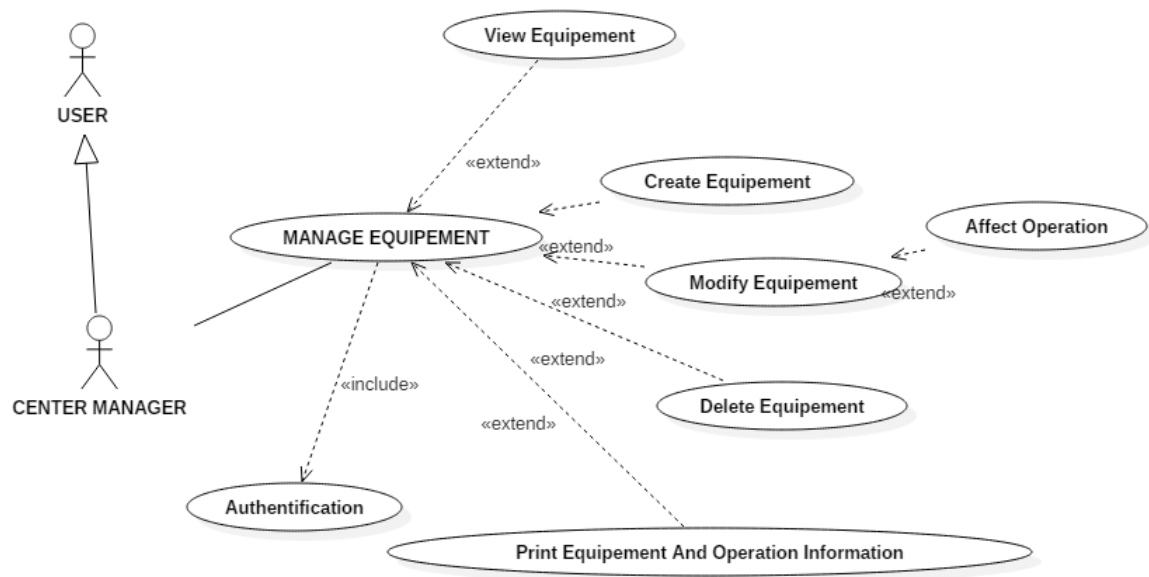 View Equipement
USER
«extend»
Create Equipement
Affect Operation
MANAGE EQUIPEMENT
«extend»
Modify Equipement
«extend»
«extend»
«extend»
«include»
CENTER MANAGER
Delete Equipement
«extend»
Authentification
Print Equipement And Operation Information